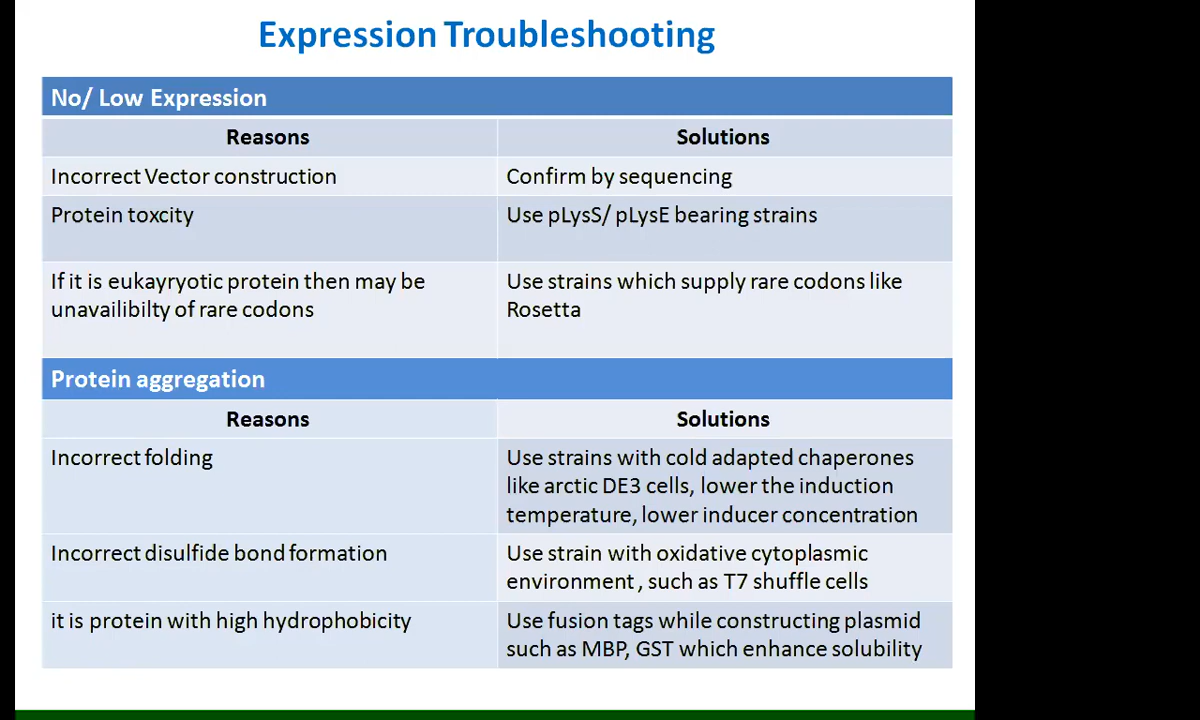 Expression Troubleshooting
No/ Low Expression
Reasons
Solutions
Incorrect Vector construction
Confirm by sequencing
Protein toxcity
Use pLysS/ pLysE bearing strains
If it is eukayryotic protein then may be
unavailibilty of rare codons
Use strains which supply rare codons like
Rosetta
Protein aggregation
Reasons
Solutions
Incorrect folding
Use strains with cold adapted chaperones
like arctic DE3 cells, lower the induction
temperature, lower inducer concentration
Incorrect disulfide bond formation
Use strain with oxidative cytoplasmic
environment , such as T7 shuffle cells
it is protein with high hydrophobicity
Use fusion tags while constructing plasmid
such as MBP, GST which enhance solubility